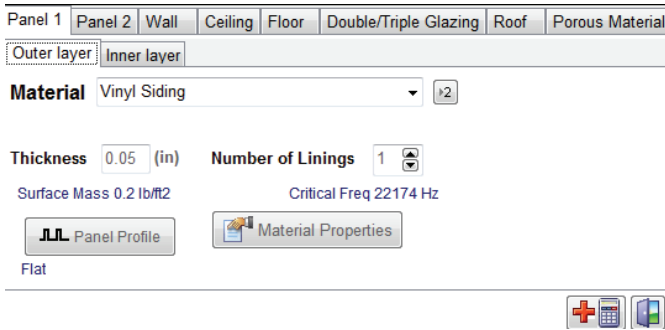 Panel 1 Panel 2 Wall Ceiling Floor Double/Triple Glazing Roof Porous Material
Outer layer Inner layer
Material Vinyl Siding 2
Thickness 0.05 (in) Number of Linings 1
Surface Mass 0.2 lb/ft2 Critical Freq 22174 Hz
Panel Profile Material Properties
Flat